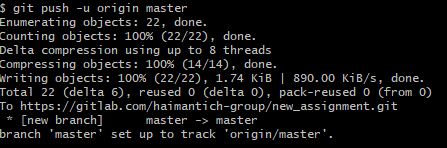 $ git push -u origin master
Enumerating objects: 22, done.
Counting objects: 100% (22/22), done.
Delta compression using up to 8 threads
Compressing objects: 100% (14/14), done.
Writing objects: 100% (22/22), 1.74 KiB | 890.00 KiB/s, done.
Total 22 (delta 6), reused 0 (delta 0), pack-reused 0 (from 0)
To https://gitlab.com/haimantich-group/new_assignment.git
 * [new branch]      master -> master
branch 'master' set up to track 'origin/master'.